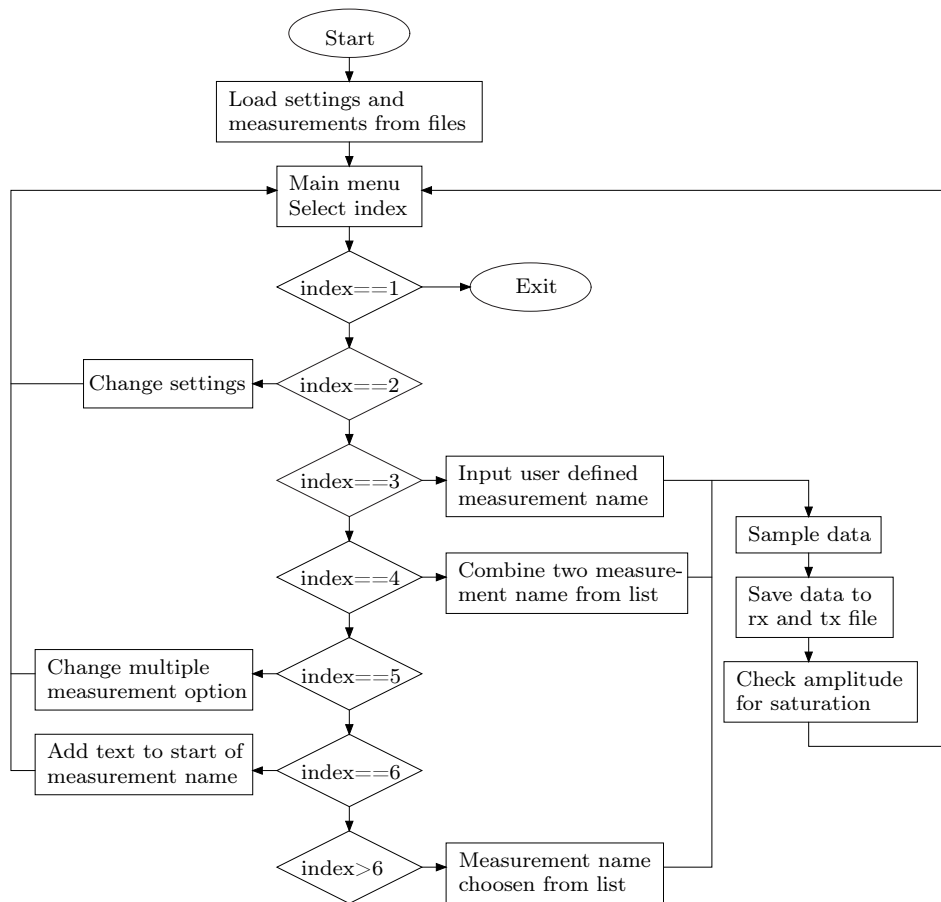 Start
Load settings and
measurements from files
Main menu
Select index
index==1
Exit
Change settings
index==2
index==3
Input user defined
measurement name
Sample data
index==4
Combine two measure-
ment name from list
Save data to
rx and tx file
Change multiple
measurement option
index==5
Check amplitude
for saturation
Add text to start of
measurement name
index==6
index>6
Measurement name
choosen from list